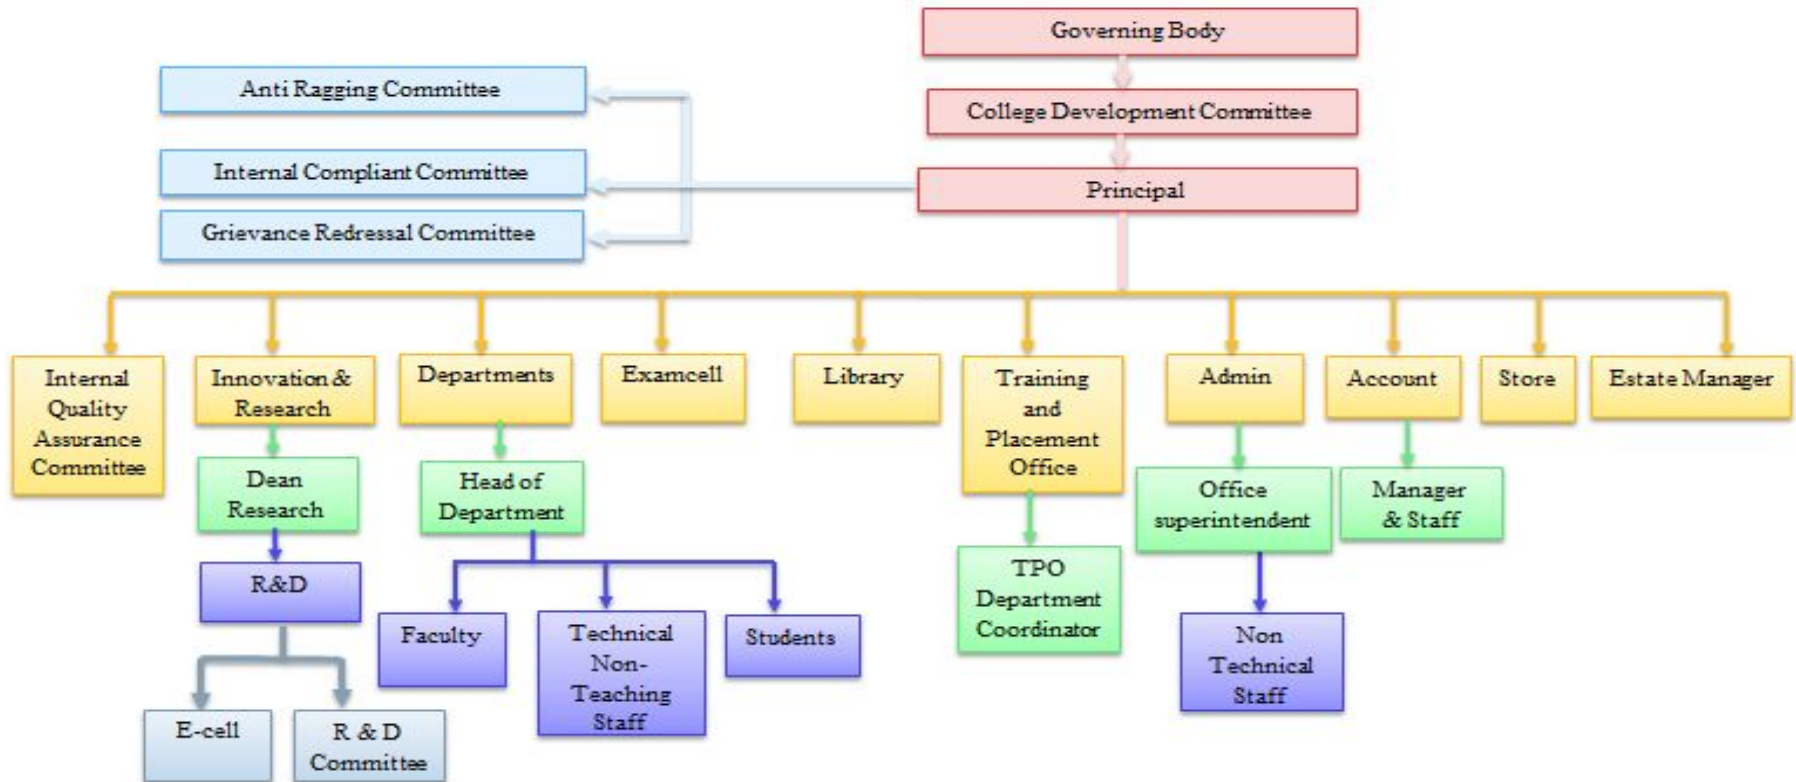 Governing Body
Anti Ragging Committee
College Development Committee
Internal Compliant Committee
Principal
Grievance Redressal Committee
Internal
Quality
Assurance
Committee
Innovation &
Research
Departments
Examcell
Library
Training
and
Placement
Office
Admin
Account
Store
Estate Manager
Dean
Research
Head of
Department
Office
superintendent
Manager
& Staff
TPO
Department
Coordinator
R&D
Faculty
Technical
Non-
Teaching
Staff
Students
Non
Technical
Staff
E-cell
R & D
Committee